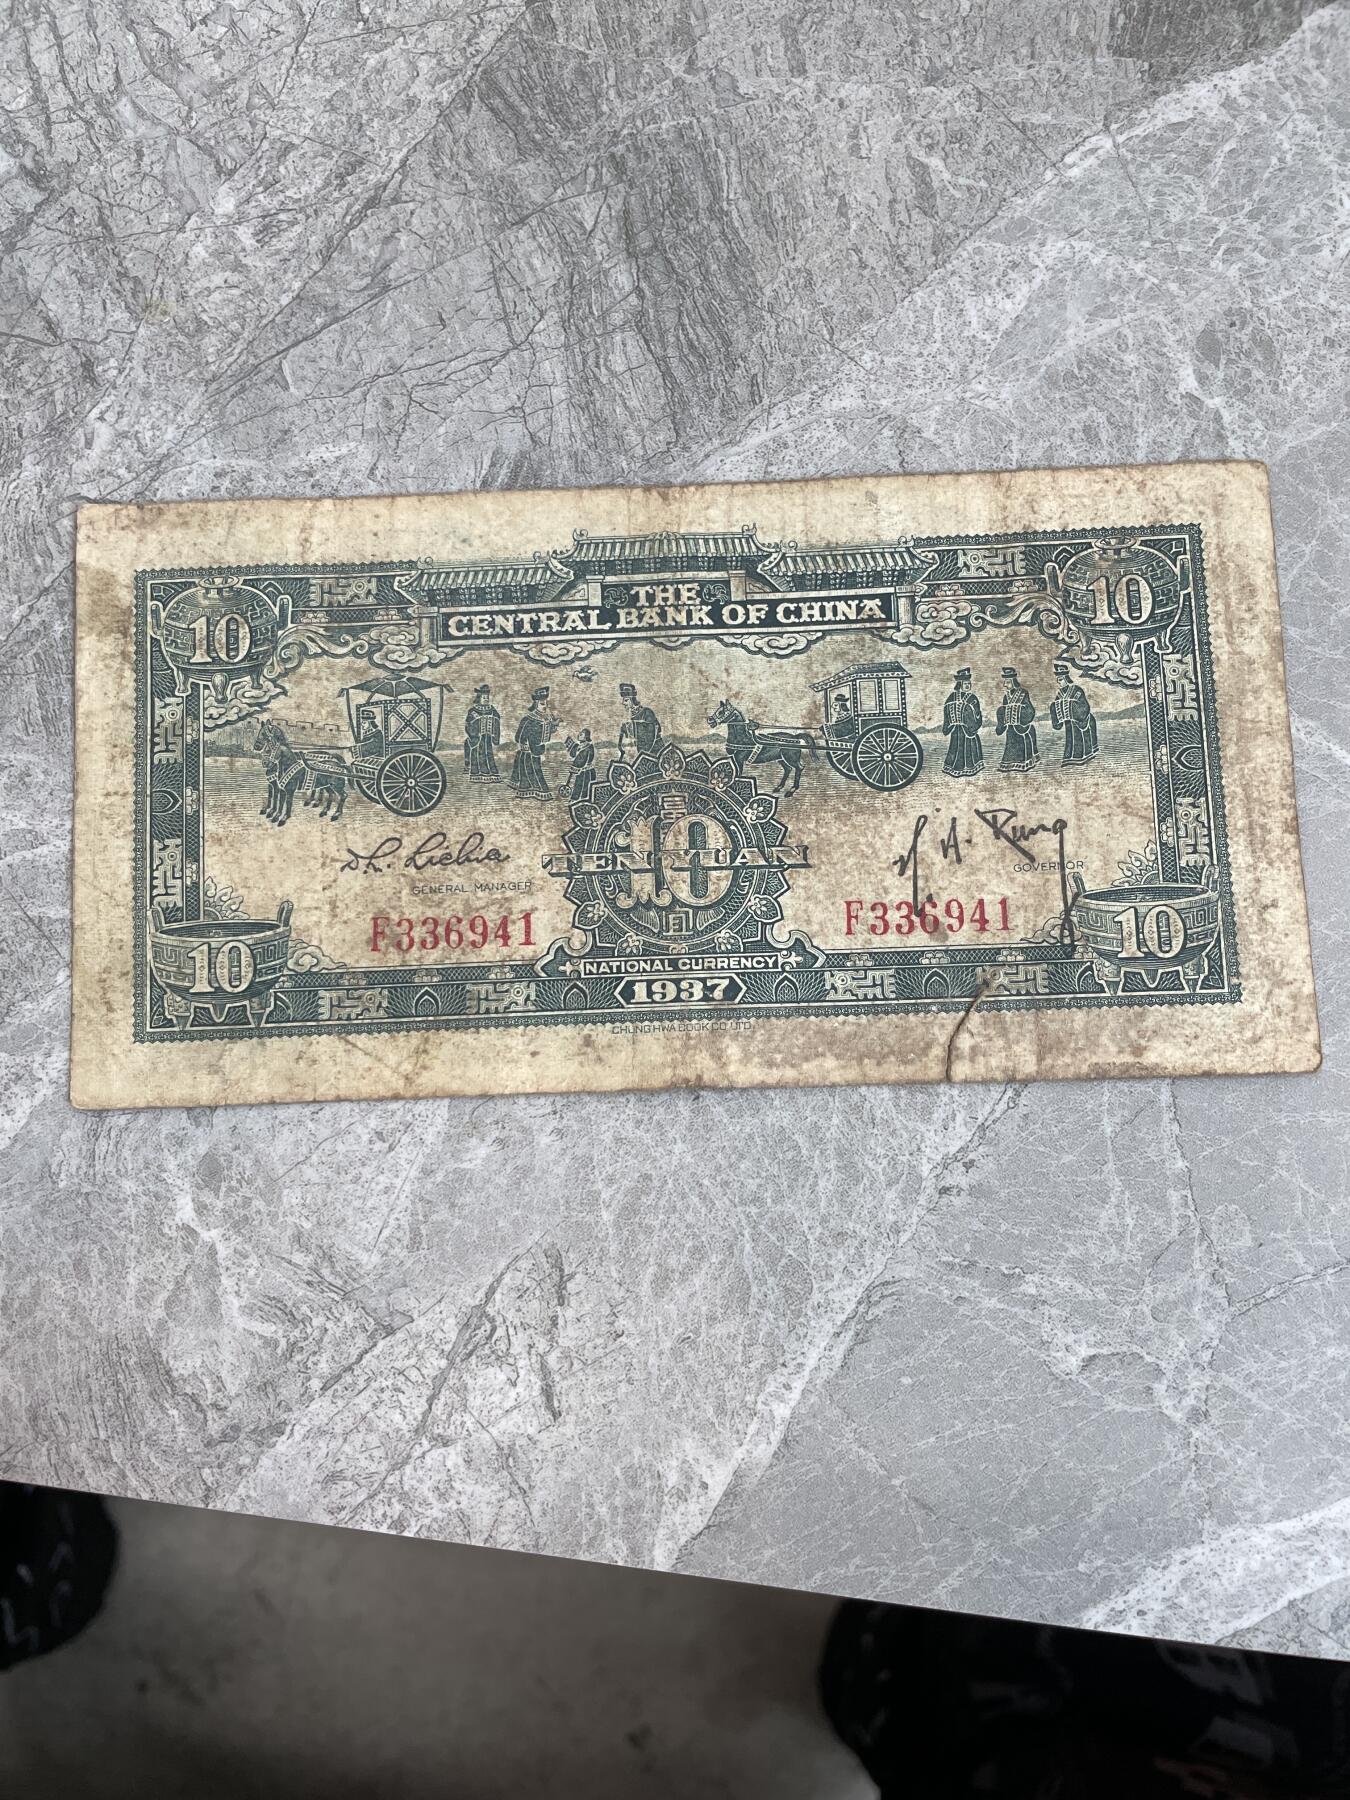 THE
CENTRAL BANK OF CHINA
10
10
10
TEN YUAN
GENERAL MANAGER
GOVERNOR
F336941
F336941
10
10
NATIONAL CURRENCY
1937
CHUNG HWA BOOK CO. LTD.